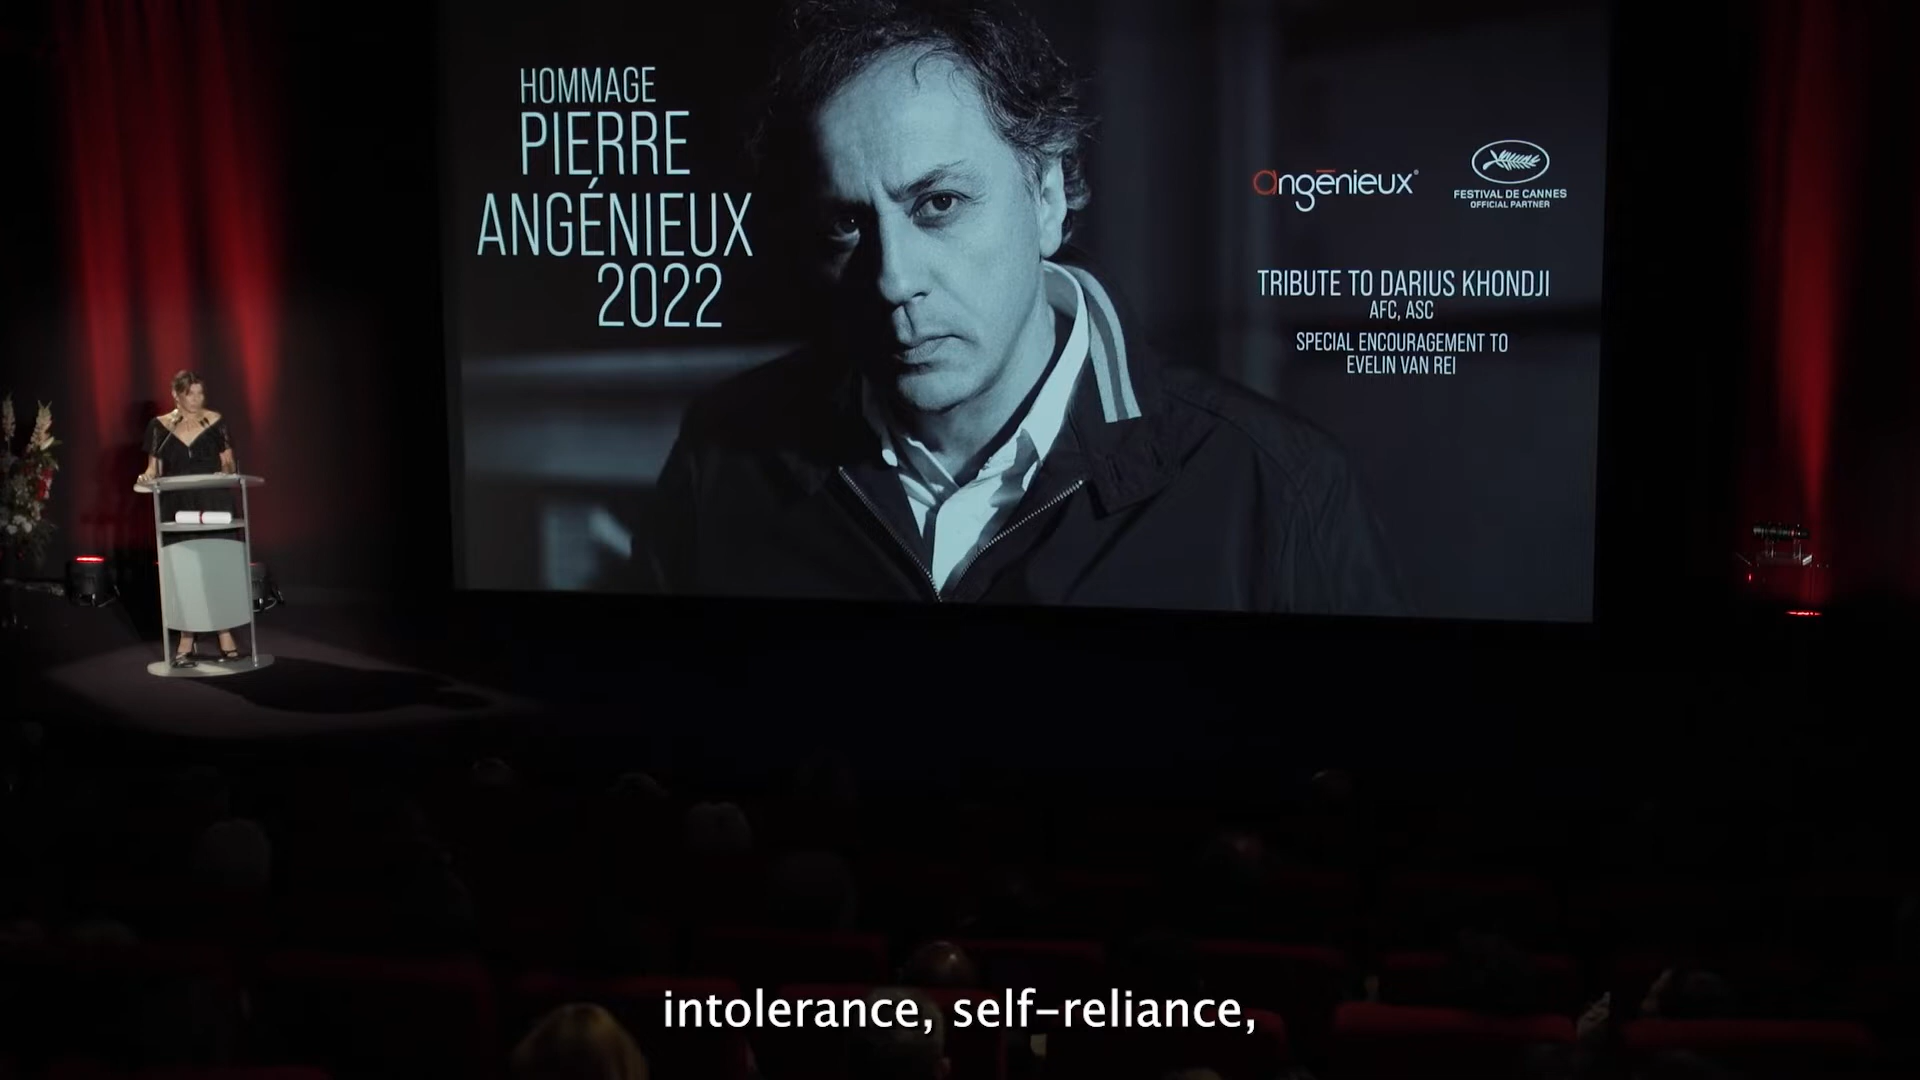 HOMMAGE
PIERRE
ANGÉNIEUX
2022
angénieux®
FESTIVAL DE CANNES
OFFICIAL PARTNER
TRIBUTE TO DARIUS KHONDJI
AFC, ASC
SPECIAL ENCOURAGEMENT TO
EVELIN VAN REI
intolerance, self-reliance,